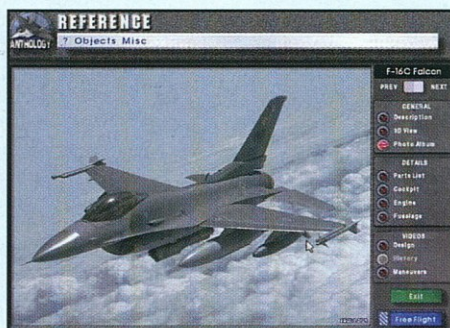 REFERENCE
ANTHOLOGY
? Objects Misc
F-16C Falcon
PREV NEXT
GENERAL
Description
3D View
Photo Album
DETAILS
Parts List
Cockpit
Engine
Fuselage
VIDEOS
Design
History
Maneuvers
Exit
Free Flight